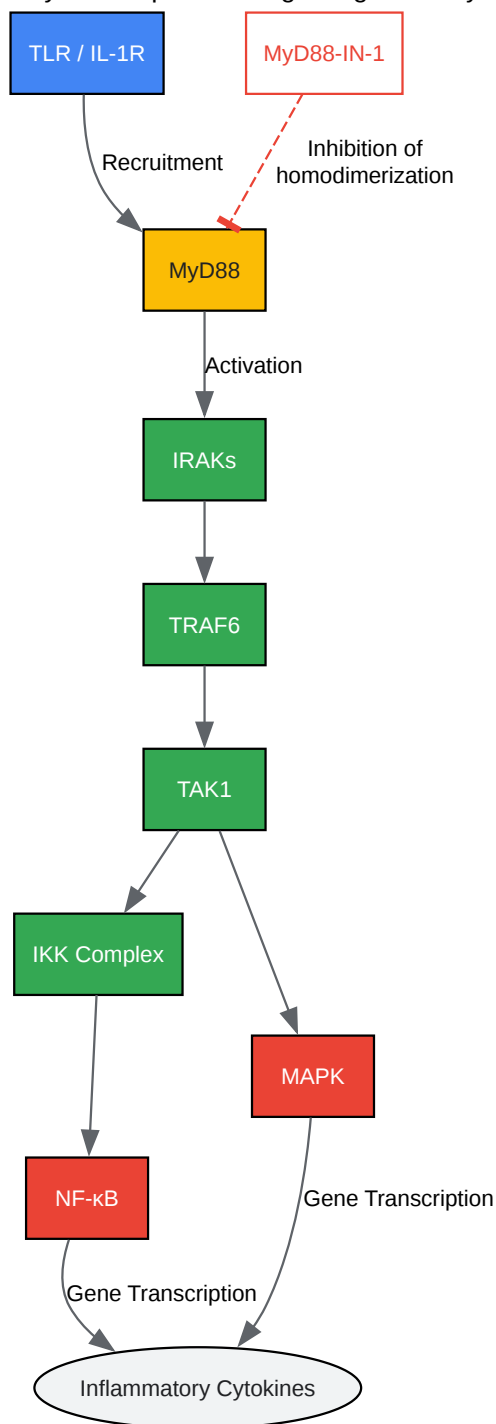 TLR / IL-1R
MyD88-IN-1
Recruitment
Inhibition of
homodimerization
MyD88
Activation
IRAKs
TRAF6
TAK1
IKK Complex
MAPK
NF-κB
Gene Transcription
Gene Transcription
Inflammatory Cytokines